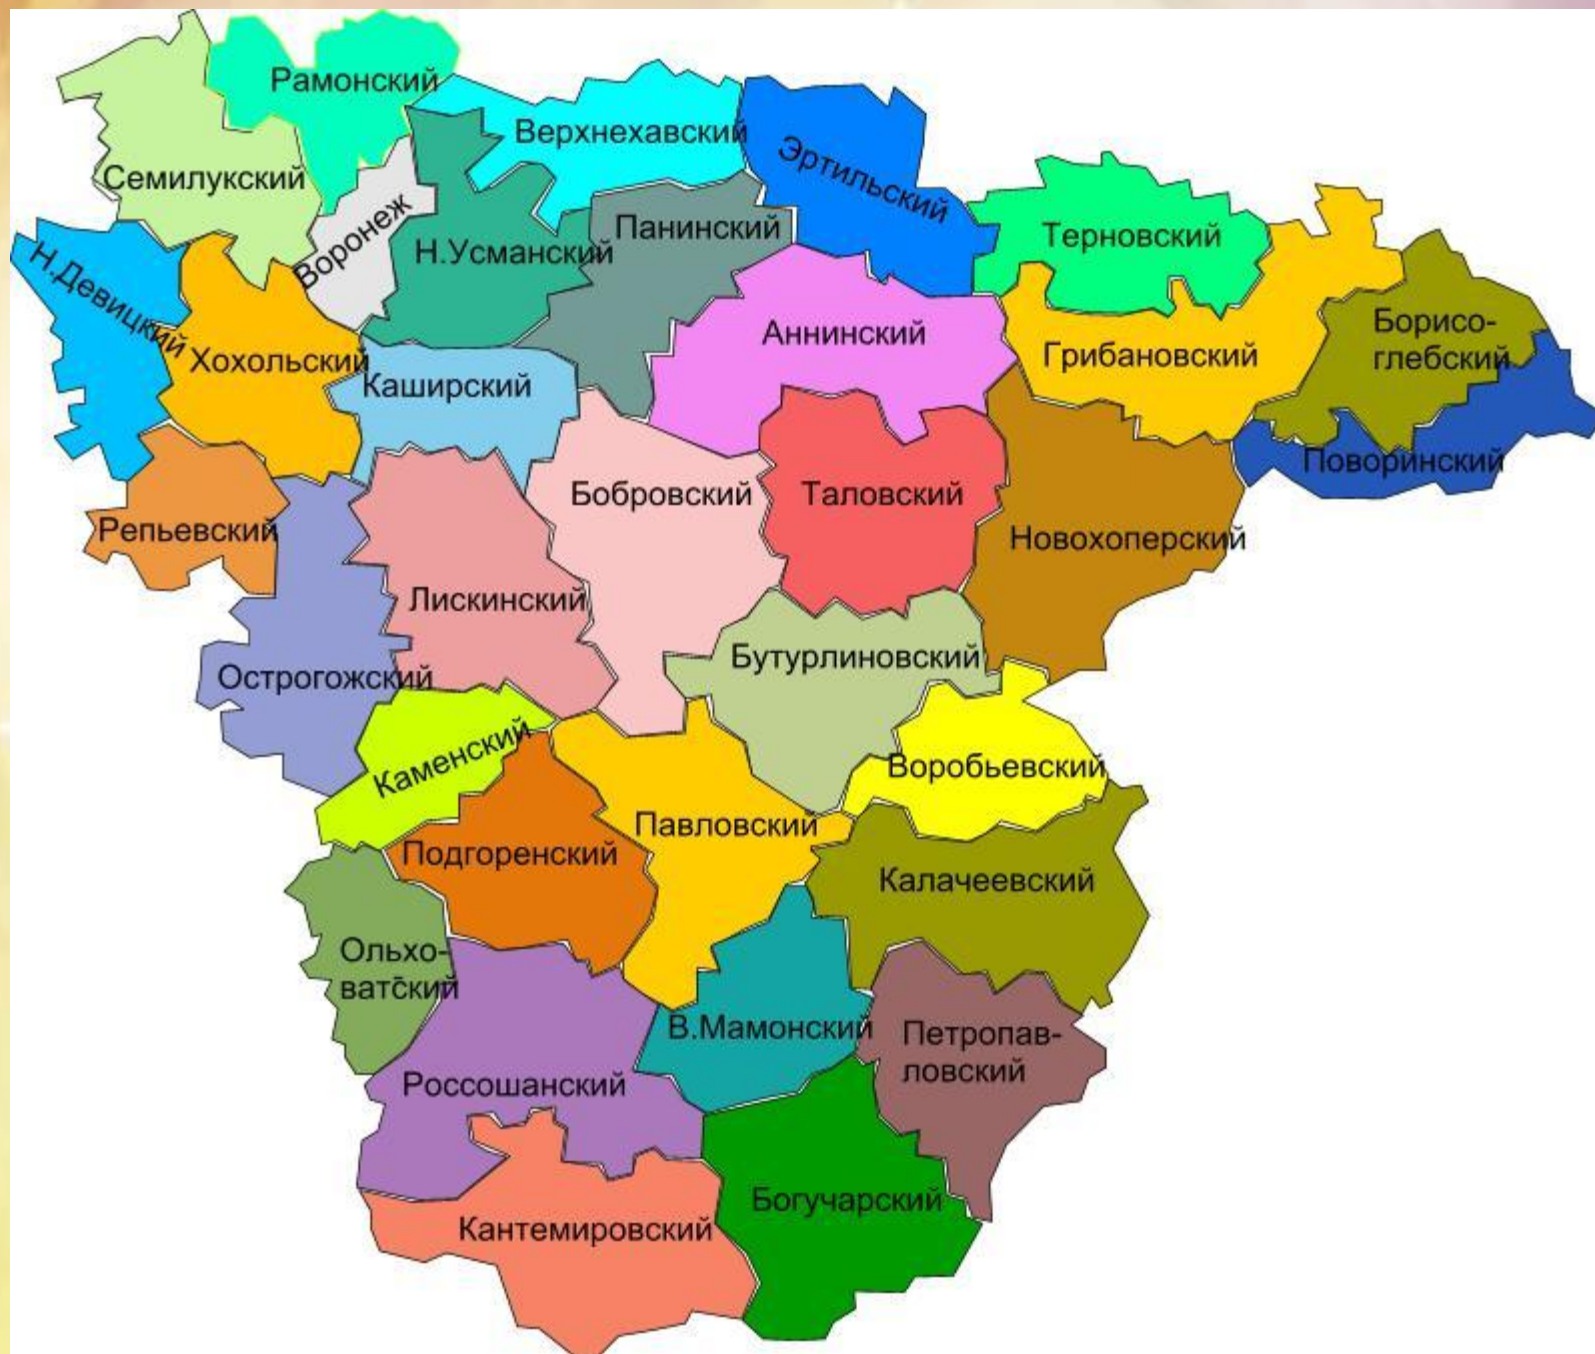 Рамонский
Верхнехавский
Эртильский
Семилукский
Воронеж
Н.Усманский
Панинский
Терновский
Н.Девицкий
Хохольский
Каширский
Аннинский
Грибановский
Борисо-
глебский
Поворинский
Репьевский
Бобровский
Таловский
Новохоперский
Лискинский
Острогожский
Бутурлиновский
Каменский
Воробьевский
Подгоренский
Павловский
Калачеевский
Ольхо-
ватский
В.Мамонский
Петропав-
ловский
Россошанский
Богучарский
Кантемировский